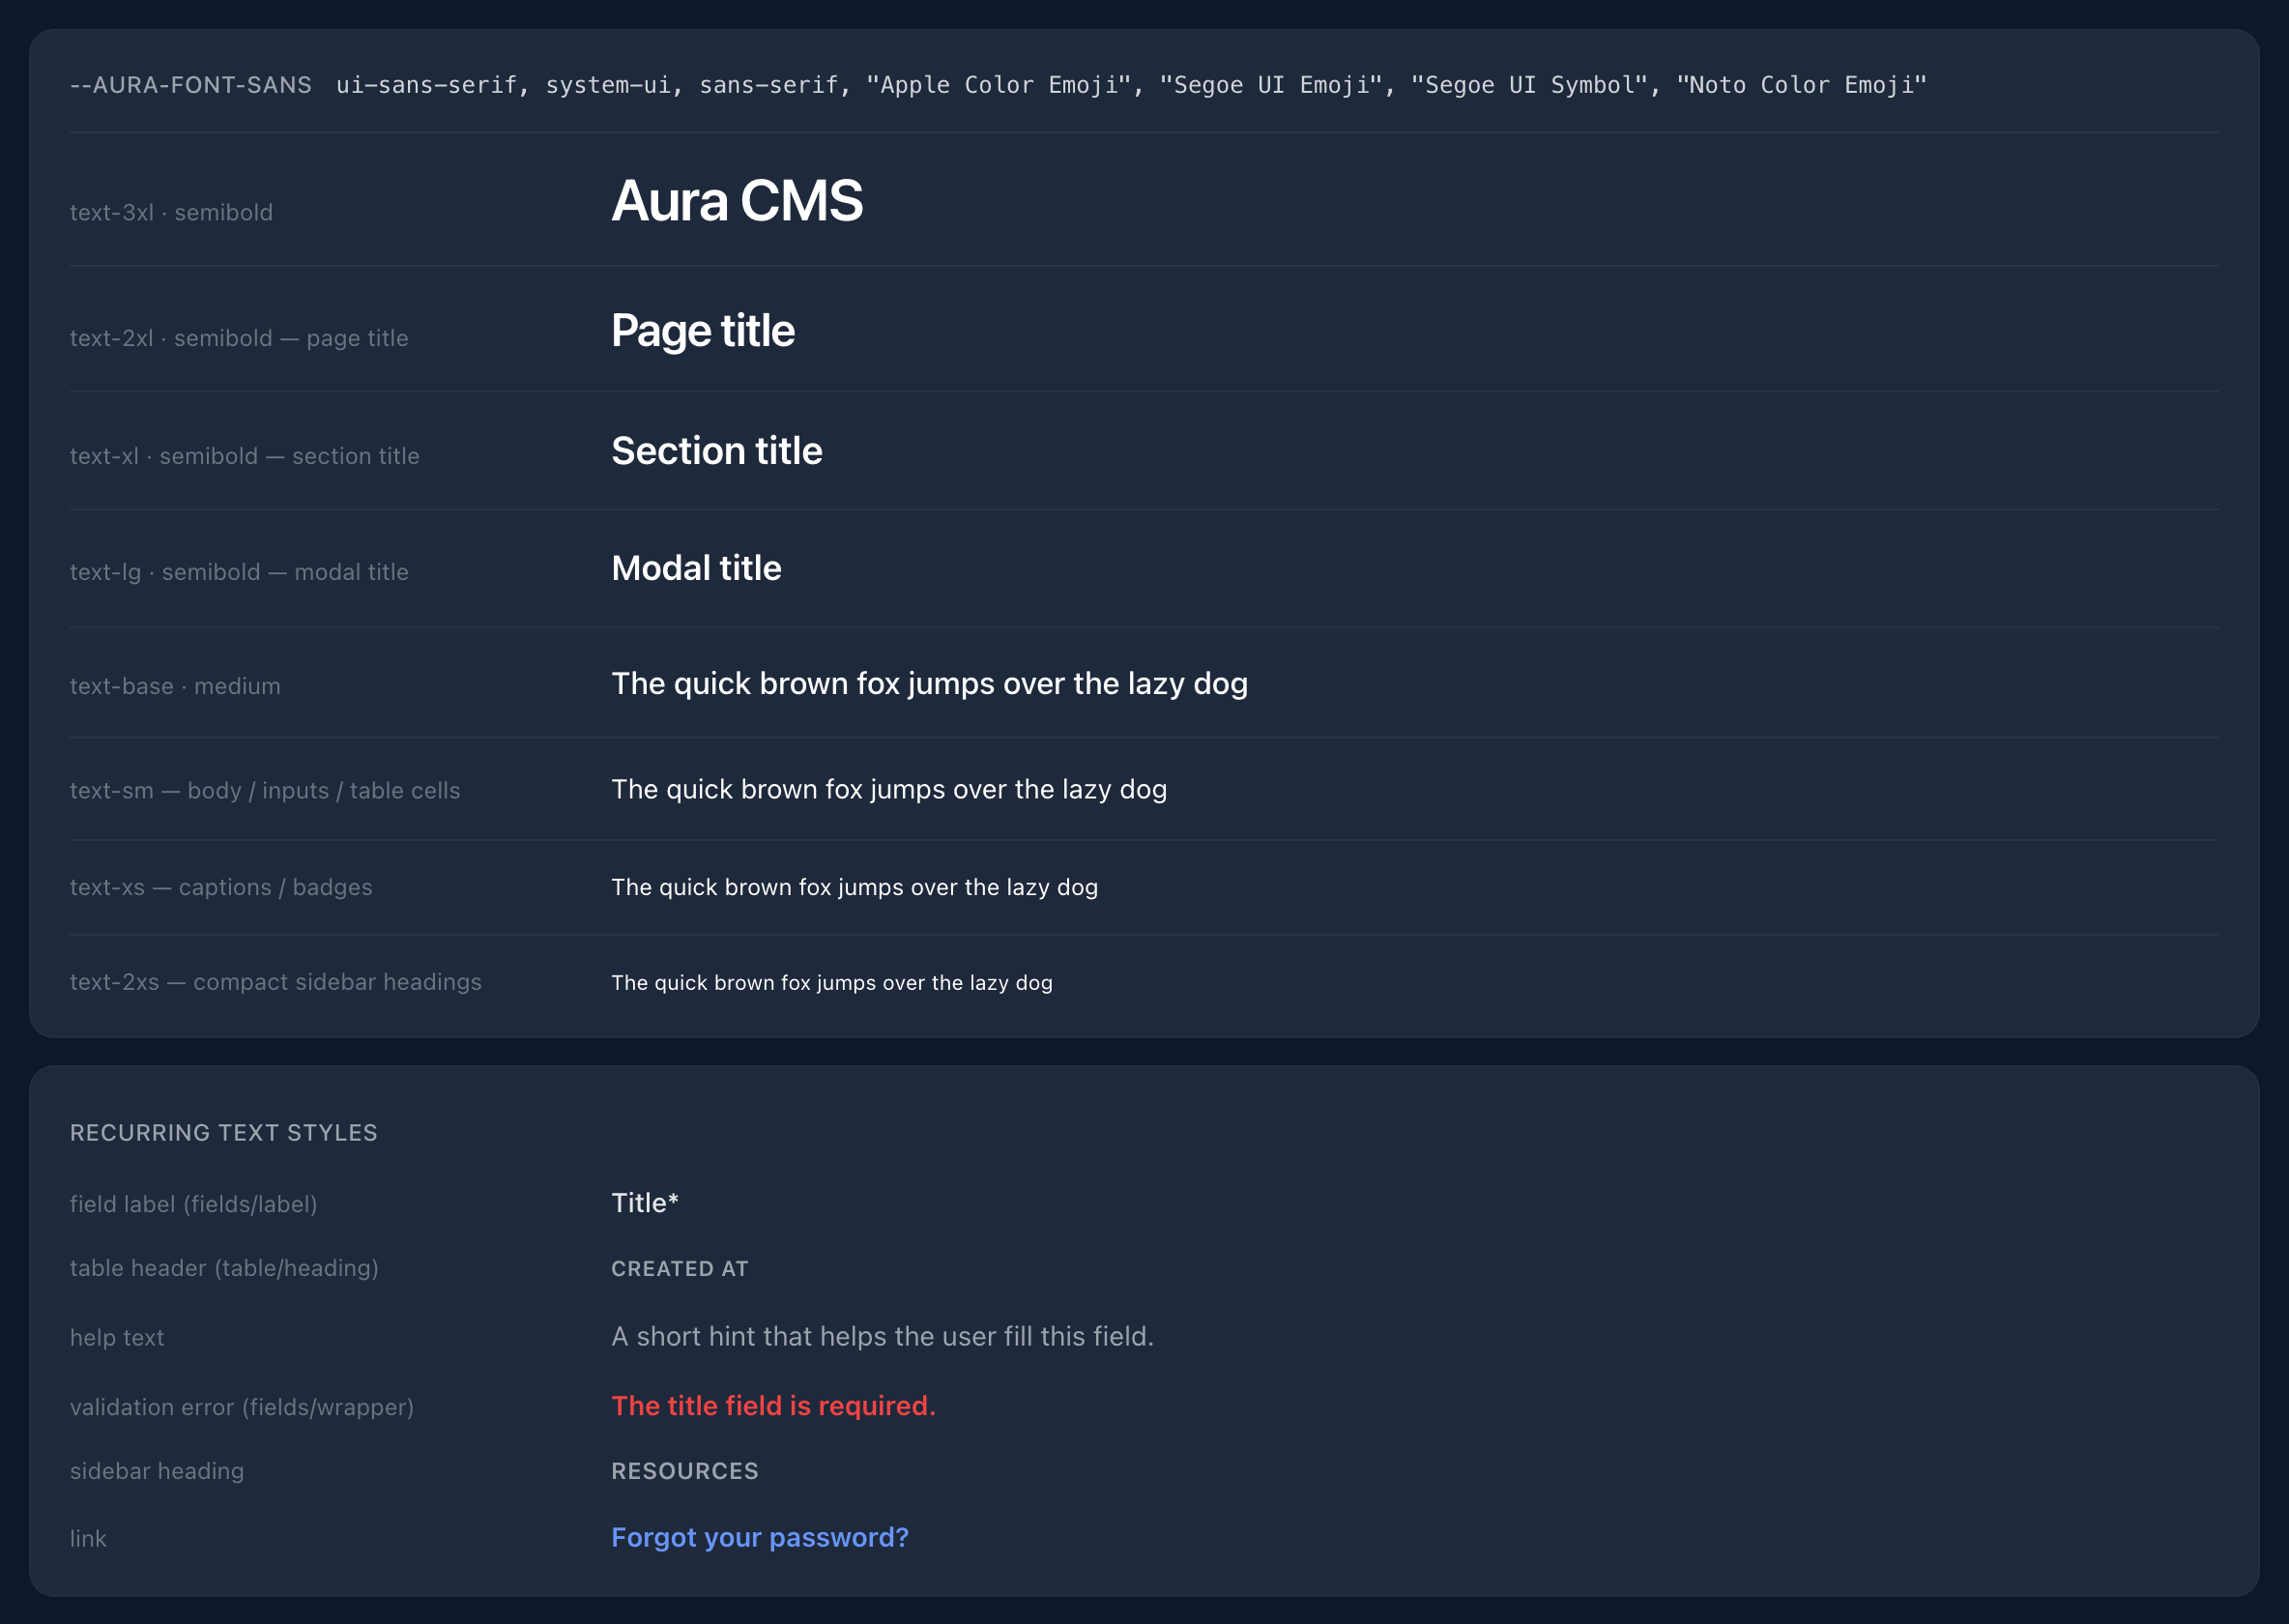 --AURA-FONT-SANS ui-sans-serif, system-ui, sans-serif, "Apple Color Emoji", "Segoe UI Emoji", "Segoe UI Symbol", "Noto Color Emoji"
text-3xl · semibold Aura CMS
text-2xl · semibold — page title Page title
text-xl · semibold — section title Section title
text-lg · semibold — modal title Modal title
text-base · medium The quick brown fox jumps over the lazy dog
text-sm — body / inputs / table cells The quick brown fox jumps over the lazy dog
text-xs — captions / badges The quick brown fox jumps over the lazy dog
text-2xs — compact sidebar headings The quick brown fox jumps over the lazy dog
RECURRING TEXT STYLES
field label (fields/label) Title*
table header (table/heading) CREATED AT
help text A short hint that helps the user fill this field.
validation error (fields/wrapper) The title field is required.
sidebar heading RESOURCES
link Forgot your password?